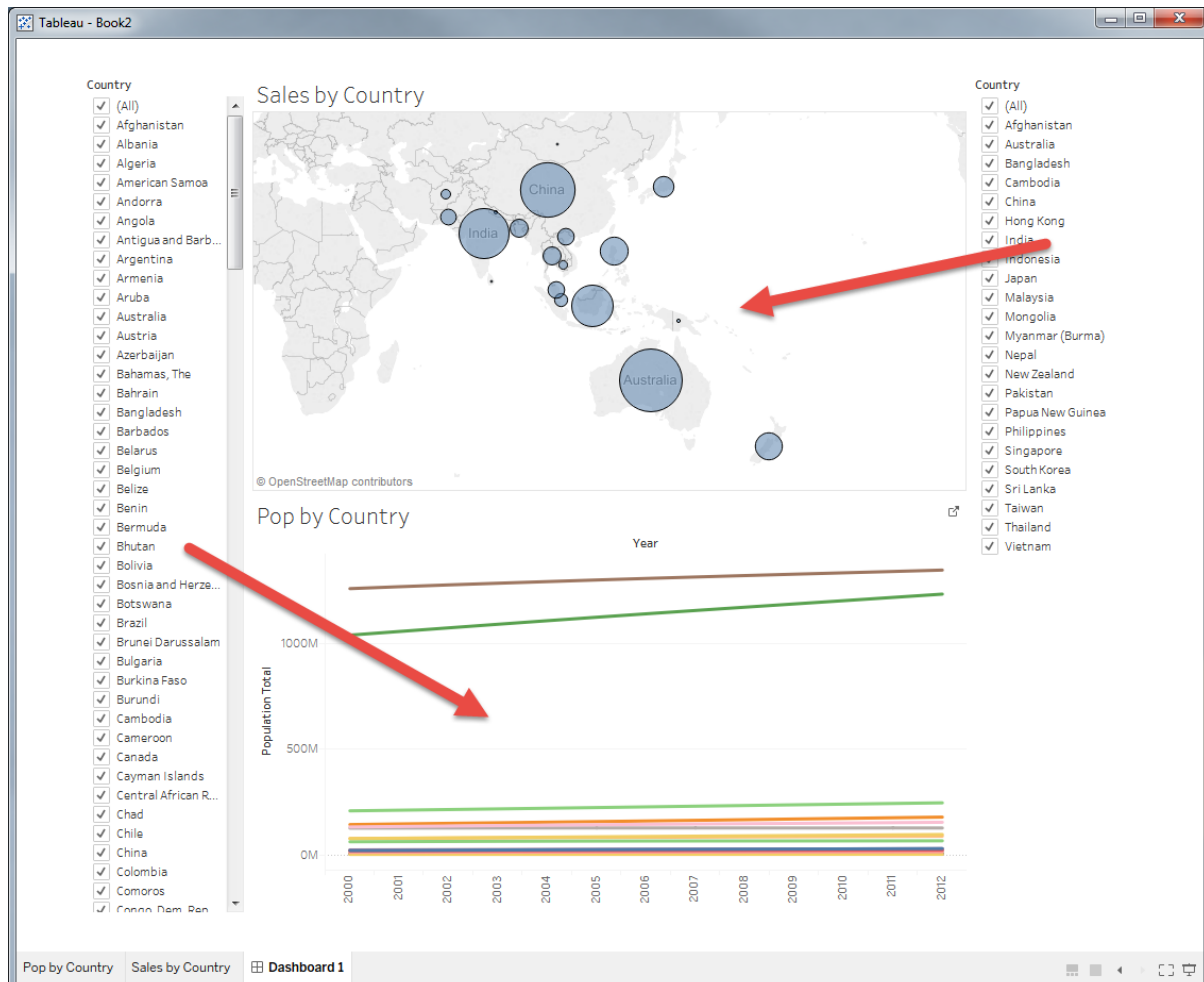 Tableau - Book2
Country
(All)
Afghanistan
Albania
Algeria
American Samoa
Andorra
Angola
Antigua and Barb...
Argentina
Armenia
Aruba
Australia
Austria
Azerbaijan
Bahamas, The
Bahrain
Bangladesh
Barbados
Belarus
Belgium
Belize
Benin
Bermuda
Bhutan
Bolivia
Bosnia and Herze...
Botswana
Brazil
Brunei Darussalam
Bulgaria
Burkina Faso
Burundi
Cambodia
Cameroon
Canada
Cayman Islands
Central African R...
Chad
Chile
China
Colombia
Comoros
Congo, Dem. Rep.
Sales by Country
China
India
Australia
© OpenStreetMap contributors
Pop by Country
Year
Population Total
1000M
500M
0M
2000
2001
2002
2003
2004
2005
2006
2007
2008
2009
2010
2011
2012
Country
(All)
Afghanistan
Australia
Bangladesh
Cambodia
China
Hong Kong
India
Indonesia
Japan
Malaysia
Mongolia
Myanmar (Burma)
Nepal
New Zealand
Pakistan
Papua New Guinea
Philippines
Singapore
South Korea
Sri Lanka
Taiwan
Thailand
Vietnam
Pop by Country
Sales by Country
Dashboard 1